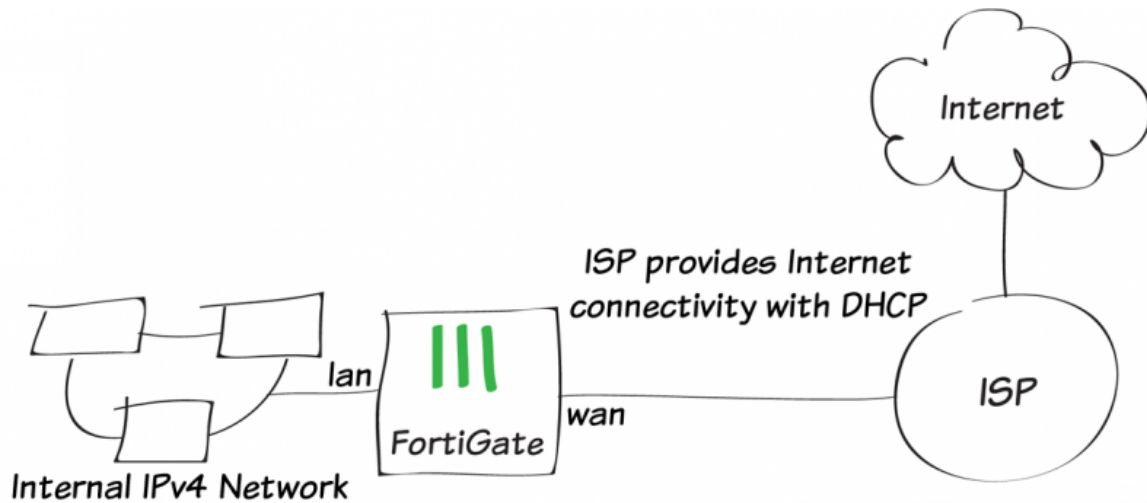 Internet
ISP provides Internet
connectivity with DHCP
lan
FortiGate
wan
ISP
Internal IPv4 Network